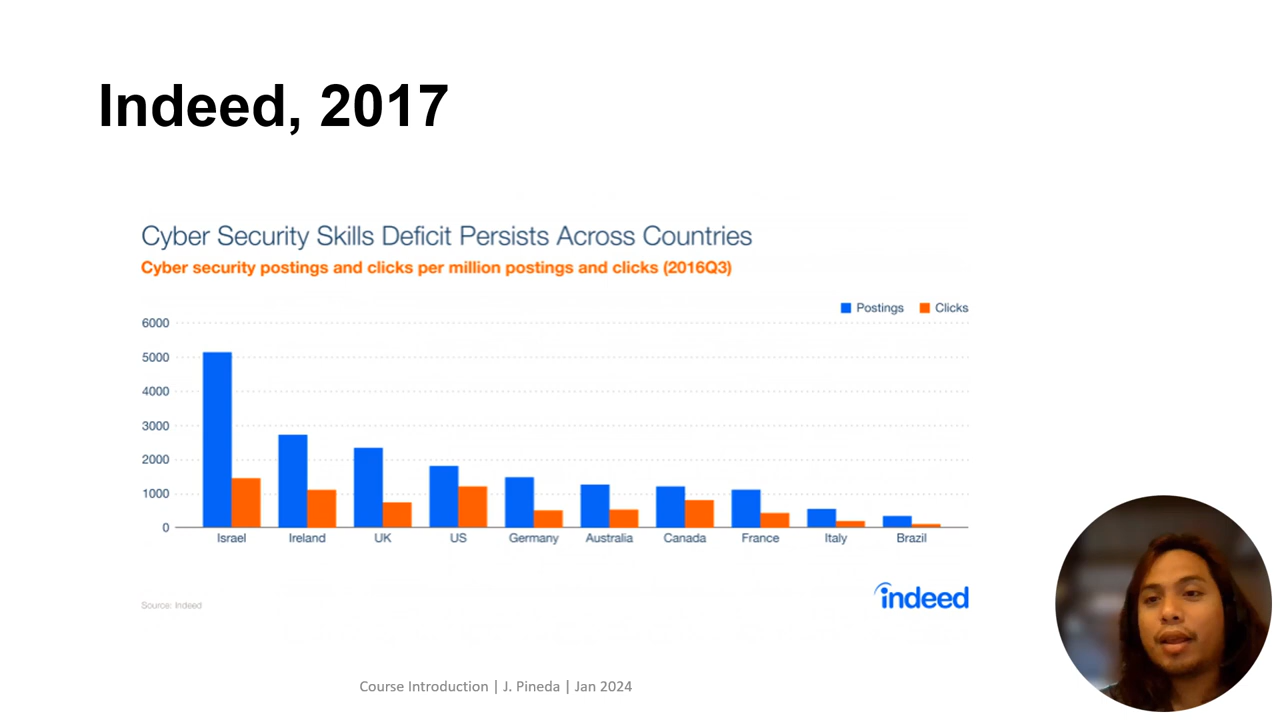 Indeed, 2017
Cyber Security Skills Deficit Persists Across Countries
Cyber security postings and clicks per million postings and clicks (2016Q3)
Postings Clicks
6000
5000
4000
3000
2000
1000
0
Israel Ireland UK US Germany Australia Canada France Italy Brazil
Source: Indeed
indeed
Course Introduction | J. Pineda | Jan 2024